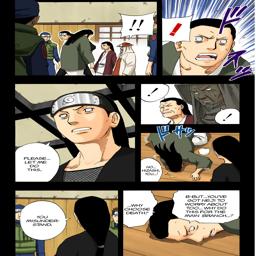 !
!
!
!
PLEASE...
LET ME
DO
THIS.
NO,
HIZASHI,
YOU...
B-BUT...YOU'VE
GOT NEJI TO
WORRY ABOUT
TOO... WHY DO
THIS FOR THE
MAIN BRANCH...?
...WHY
CHOOSE
DEATH?
YOU
MISUNDER-
STAND.